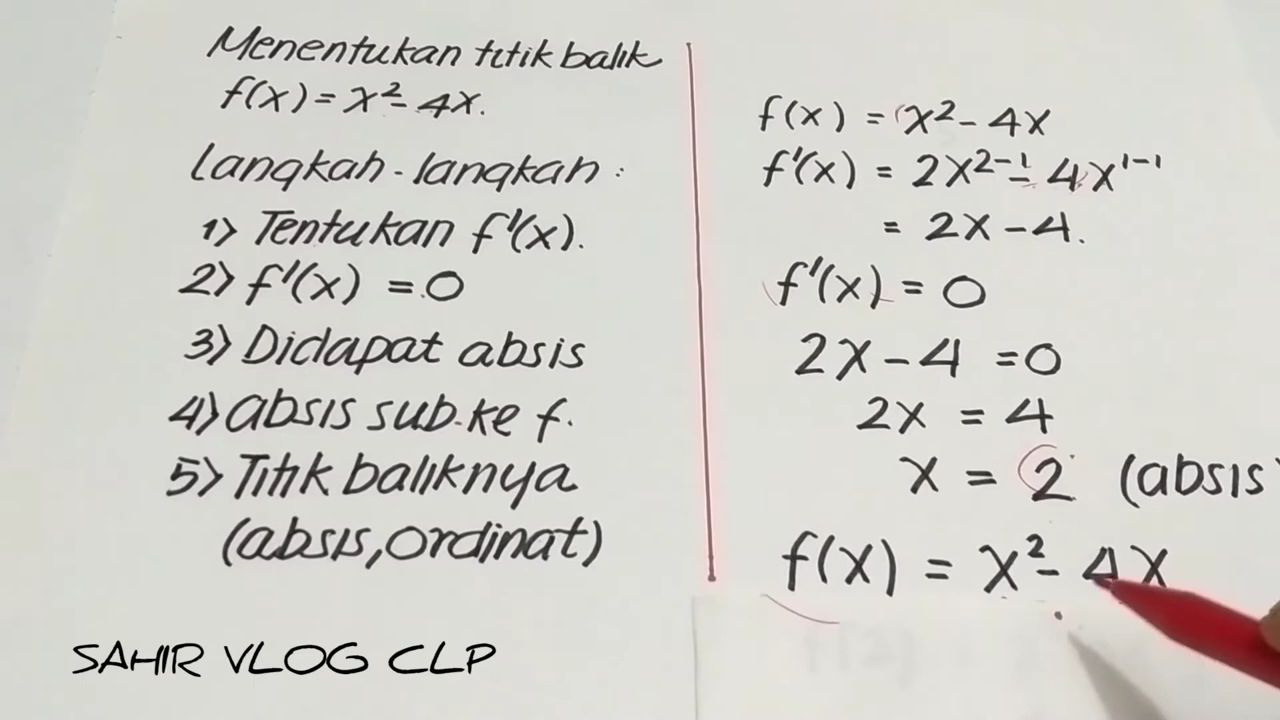 Menentukan titik balik
f(x) = x² - 4x.
Langkah-langkah:
1) Tentukan f'(x).
2) f'(x) = 0
3) Didapat absis
4) absis sub. ke f.
5) Titik baliknya
(absis, ordinat)
SAHIR VLOG CLP
f(x) = x² - 4x
f'(x) = 2x²⁻¹ - 4x¹⁻¹
= 2x - 4.
f'(x) = 0
2x - 4 = 0
2x = 4
x = 2 (absis)
f(x) = x² - 4x